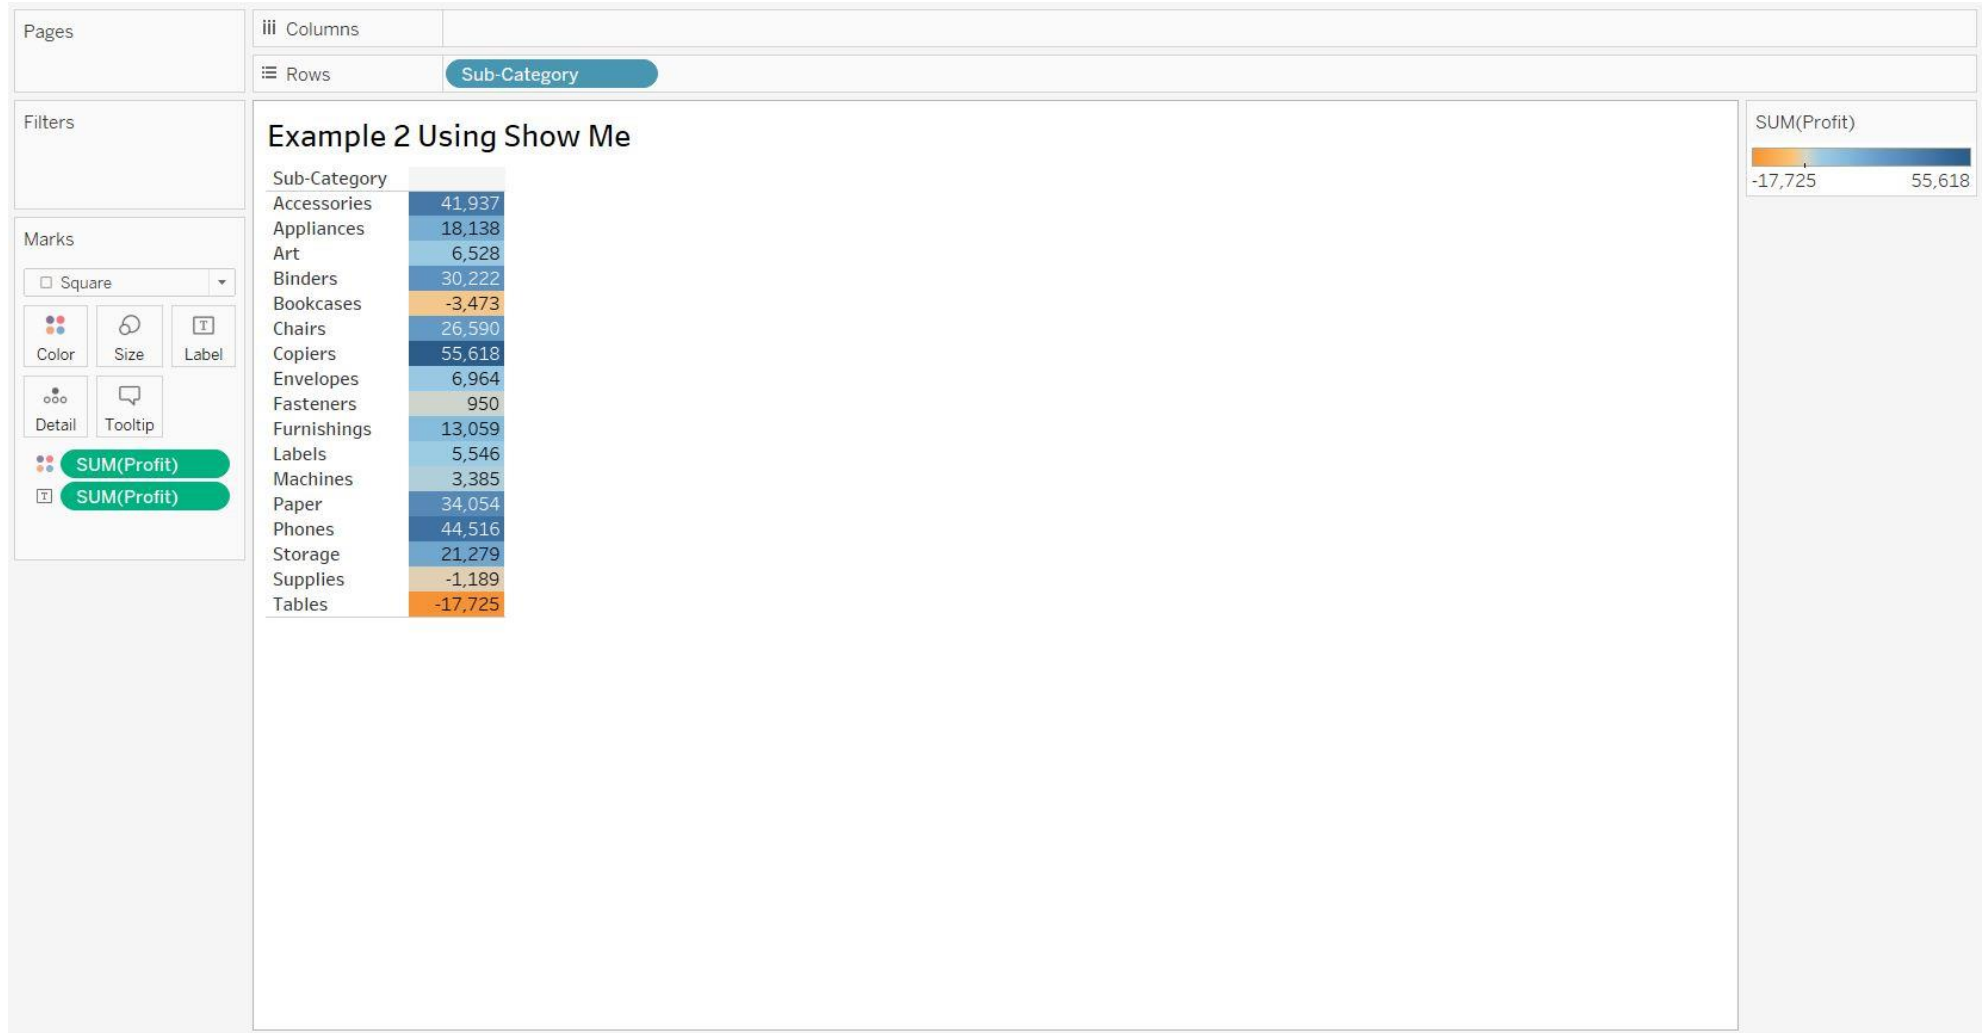 Pages
Columns
Rows
Sub-Category
Filters
Marks
Square
Color
Size
Label
Detail
Tooltip
SUM(Profit)
SUM(Profit)
Example 2 Using Show Me
Sub-Category
Accessories 41,937
Appliances 18,138
Art 6,528
Binders 30,222
Bookcases -3,473
Chairs 26,590
Copiers 55,618
Envelopes 6,964
Fasteners 950
Furnishings 13,059
Labels 5,546
Machines 3,385
Paper 34,054
Phones 44,516
Storage 21,279
Supplies -1,189
Tables -17,725
SUM(Profit)
-17,725 55,618